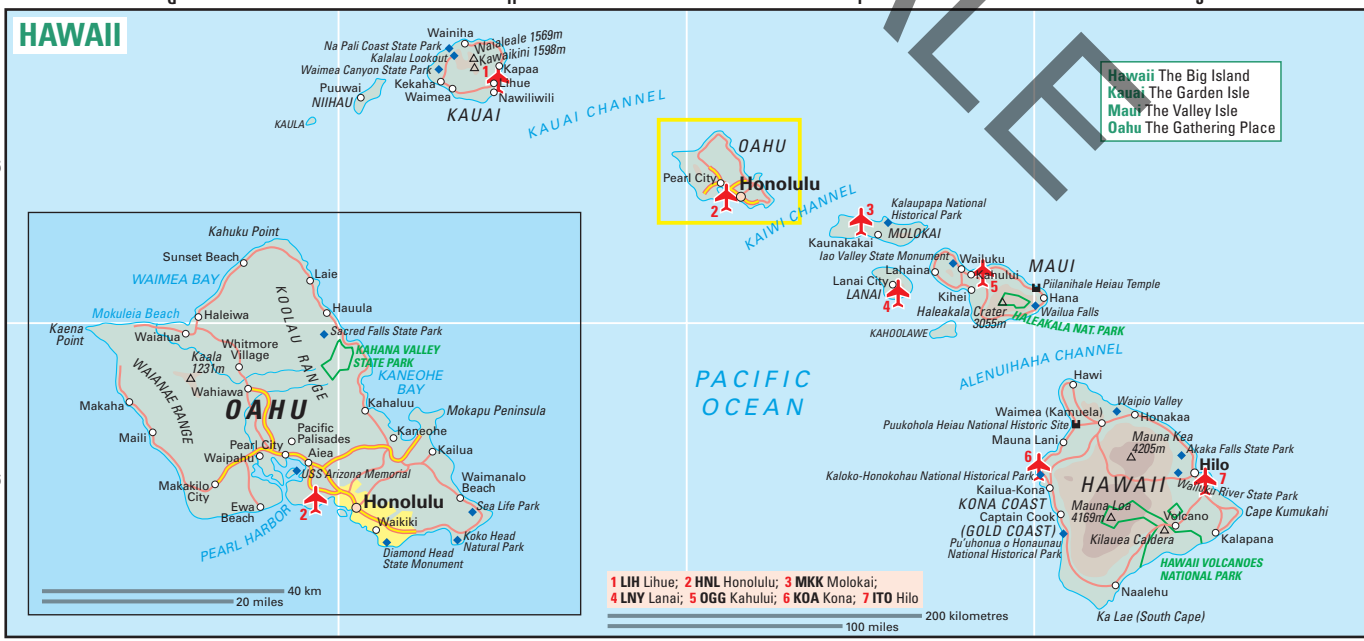 HAWAII
Wainiha
Na Pali Coast State Park
Waialeale 1569m
Kalalau Lookout
Kawaikini 1598m
Waimea Canyon State Park
1
Kapaa
Puuwai
Kekaha
Lihue
NIIHAU
Waimea
Nawiliwili
KAULA
KAUAI
KAUAI CHANNEL
Hawaii The Big Island
Kauai The Garden Isle
Maui The Valley Isle
Oahu The Gathering Place
OAHU
Pearl City
Honolulu
2
KAIWI CHANNEL
3
Kalaupapa National
Historical Park
Kaunakakai
MOLOKAI
Iao Valley State Monument
Wailuku
Lahaina
Kahului
MAUI
Lanai City
LANAI
4
5
Piilanihale Heiau Temple
Kihei
Hana
Haleakala Crater
3055m
Wailua Falls
HALEAKALA NAT. PARK
KAHOOLAWE
ALENUIHAHA CHANNEL
PACIFIC
OCEAN
Kahuku Point
Sunset Beach
WAIMEA BAY
Laie
KOOLAU RANGE
Hauula
Mokuleia Beach
Haleiwa
Kaena
Point
Sacred Falls State Park
Waialua
Whitmore
Village
KAHANA VALLEY
STATE PARK
Kaala
1231m
KANEOHE
BAY
WAIANAE RANGE
Wahiawa
Makaha
OAHU
Kahaluu
Mokapu Peninsula
Maili
Pacific
Palisades
Kaneohe
Pearl City
Kailua
Waipahu
Aiea
USS Arizona Memorial
Makakilo
City
Waimanalo
Beach
Honolulu
Ewa
Beach
2
Sea Life Park
PEARL HARBOR
Waikiki
Koko Head
Natural Park
Diamond Head
State Monument
40 km
20 miles
Hawi
Waipio Valley
Waimea (Kamuela)
Honakaa
Puukohola Heiau National Historic Site
Mauna Kea
4205m
Mauna Lani
Akaka Falls State Park
6
Hilo
7
Kaloko-Honokohau National Historical Park
Wailuku River State Park
Kailua-Kona
HAWAII
KONA COAST
Mauna Loa
4169m
Cape Kumukahi
Captain Cook
Volcano
(GOLD COAST)
Kilauea Caldera
Kalapana
Pu'uhonua o Honaunau
National Historical Park
HAWAII VOLCANOES
NATIONAL PARK
Naalehu
Ka Lae (South Cape)
1 LIH Lihue; 2 HNL Honolulu; 3 MKK Molokai;
4 LNY Lanai; 5 OGG Kahului; 6 KOA Kona; 7 ITO Hilo
200 kilometres
100 miles